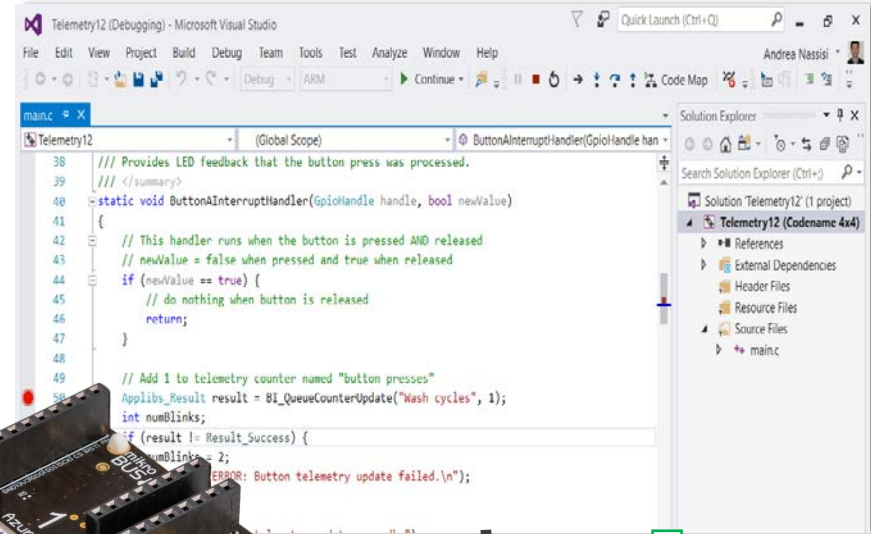 Telemetry12 (Debugging) - Microsoft Visual Studio
Quick Launch (Ctrl+Q)
File Edit View Project Build Debug Team Tools Test Analyze Window Help
Andrea Nassisi
Debug ARM Continue Code Map
main.c
Solution Explorer
Telemetry12 (Global Scope) ButtonAInterruptHandler(GpioHandle han
Search Solution Explorer (Ctrl+;)
38 /// Provides LED feedback that the button press was processed.
39 /// </summary>
40 static void ButtonAInterruptHandler(GpioHandle handle, bool newValue)
41 {
42 // This handler runs when the button is pressed AND released
43 // newValue = false when pressed and true when released
44 if (newValue == true) {
45 // do nothing when button is released
46 return;
47 }
48
49 // Add 1 to telemetry counter named "button presses"
50 Applibs_Result result = BI_QueueCounterUpdate("Wash cycles", 1);
int numBlinks;
if (result != Result_Success) {
numBlinks = 2;
ERROR: Button telemetry update failed.\n");
Solution 'Telemetry12' (1 project)
Telemetry12 (Codename 4x4)
References
External Dependencies
Header Files
Resource Files
Source Files
main.c
mikro
BUS
1